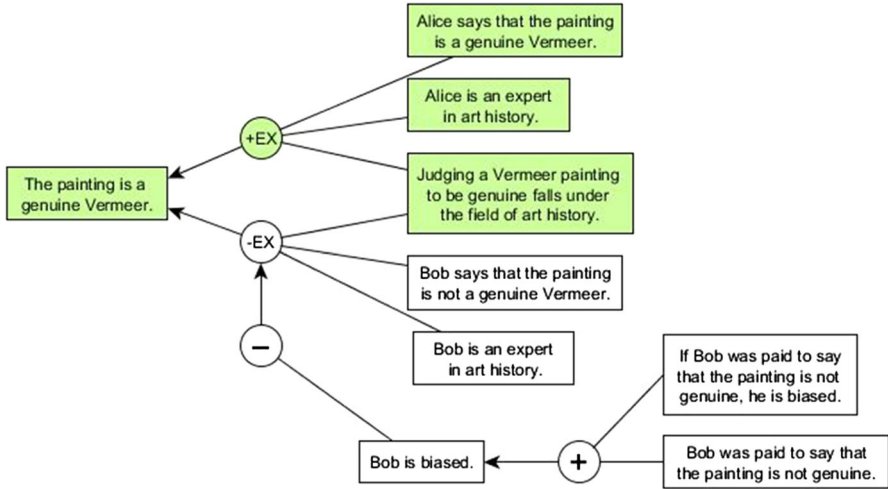 Alice says that the painting
is a genuine Vermeer.
Alice is an expert
in art history.
+EX
The painting is a
genuine Vermeer.
Judging a Vermeer painting
to be genuine falls under
the field of art history.
-EX
Bob says that the painting
is not a genuine Vermeer.
−
Bob is an expert
in art history.
If Bob was paid to say
that the painting is not
genuine, he is biased.
Bob is biased.
+
Bob was paid to say that
the painting is not genuine.